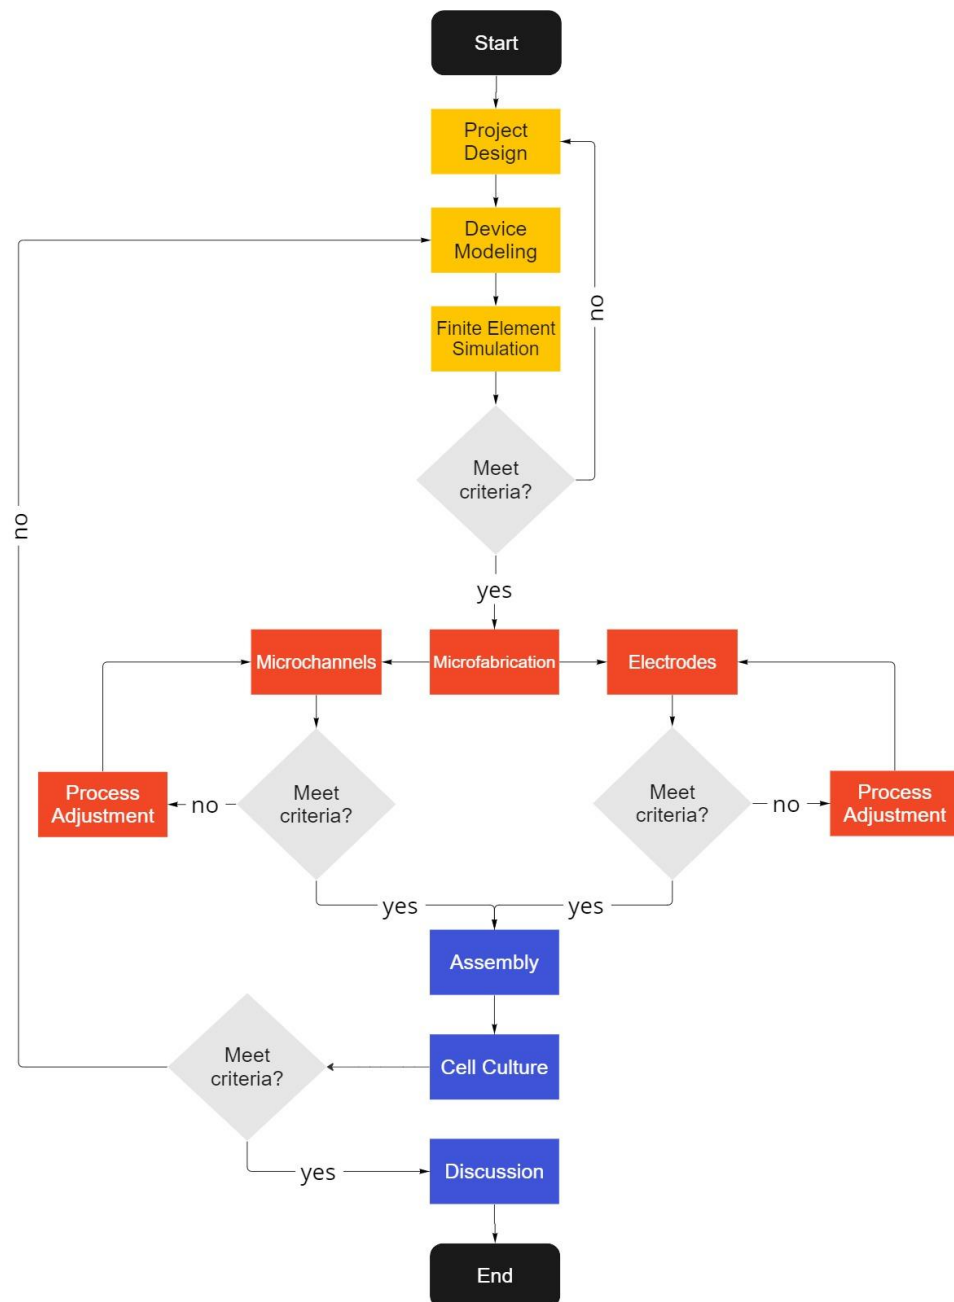 Start
Project
Design
Device
Modeling
no
Finite Element
Simulation
Meet
criteria?
no
yes
Microchannels
Microfabrication
Electrodes
Process
Adjustment
no
Meet
criteria?
Meet
criteria?
no
Process
Adjustment
yes
yes
Assembly
Meet
criteria?
Cell Culture
yes
Discussion
End